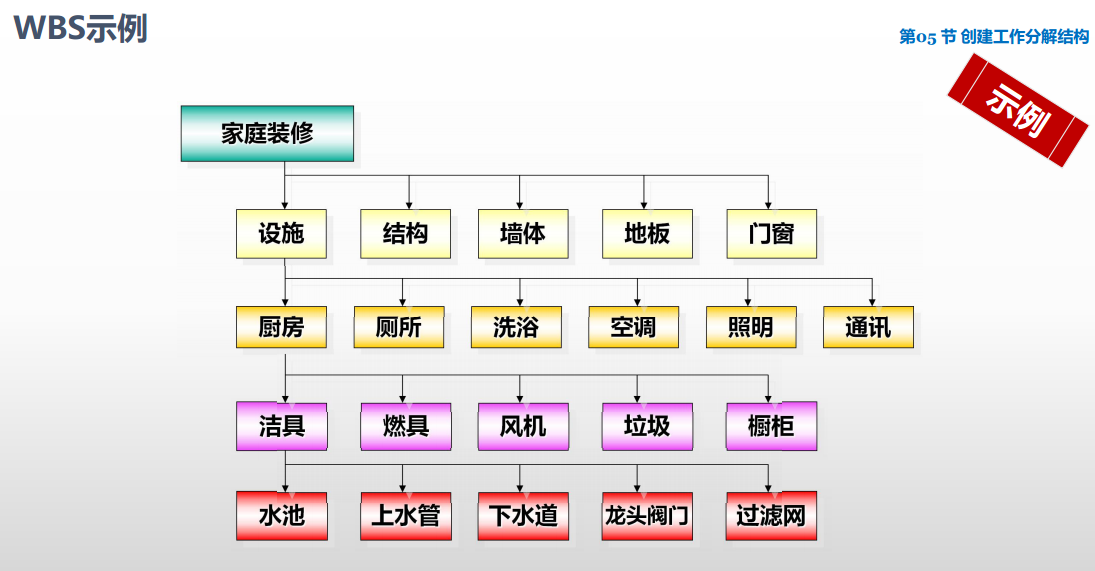 WBS示例
第05 节 创建工作分解结构
示例
家庭装修
设施 结构 墙体 地板 门窗
厨房 厕所 洗浴 空调 照明 通讯
洁具 燃具 风机 垃圾 橱柜
水池 上水管 下水道 龙头阀门 过滤网